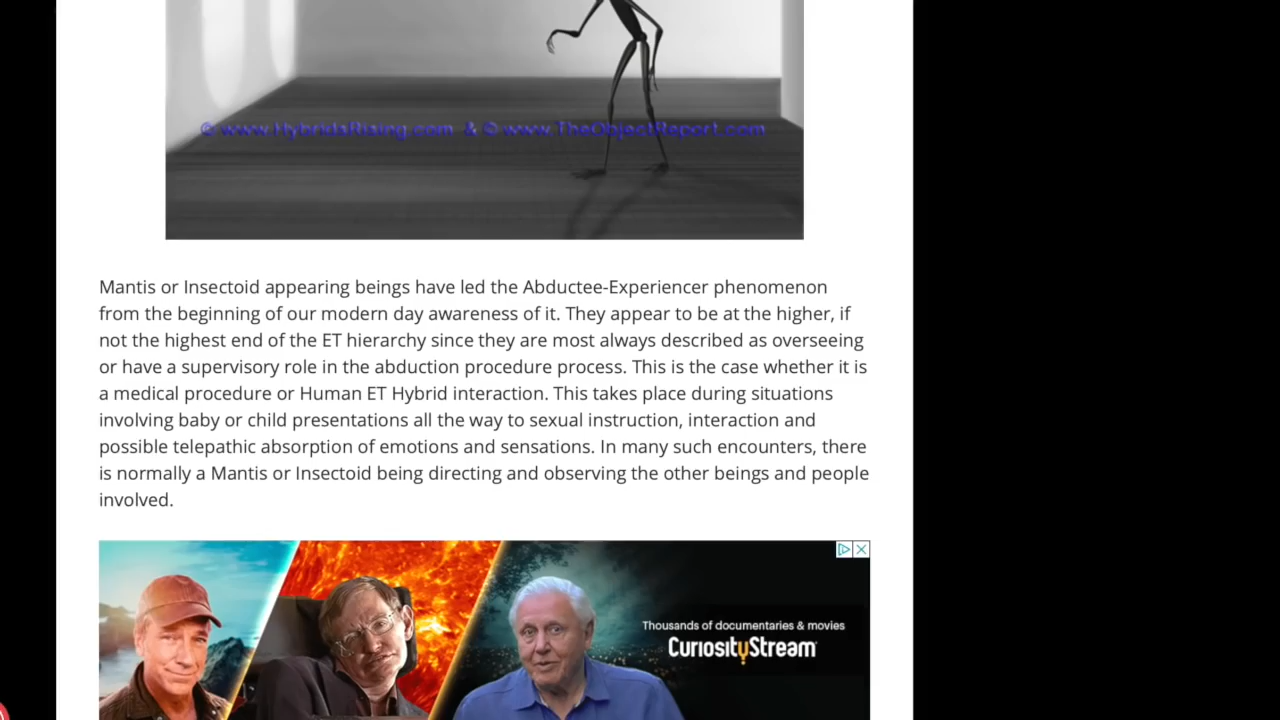 © www.HybridsRising.com & © www.TheObjectReport.com
Mantis or Insectoid appearing beings have led the Abductee-Experiencer phenomenon
from the beginning of our modern day awareness of it. They appear to be at the higher, if
not the highest end of the ET hierarchy since they are most always described as overseeing
or have a supervisory role in the abduction procedure process. This is the case whether it is
a medical procedure or Human ET Hybrid interaction. This takes place during situations
involving baby or child presentations all the way to sexual instruction, interaction and
possible telepathic absorption of emotions and sensations. In many such encounters, there
is normally a Mantis or Insectoid being directing and observing the other beings and people
involved.
Thousands of documentaries & movies
CuriosityStream